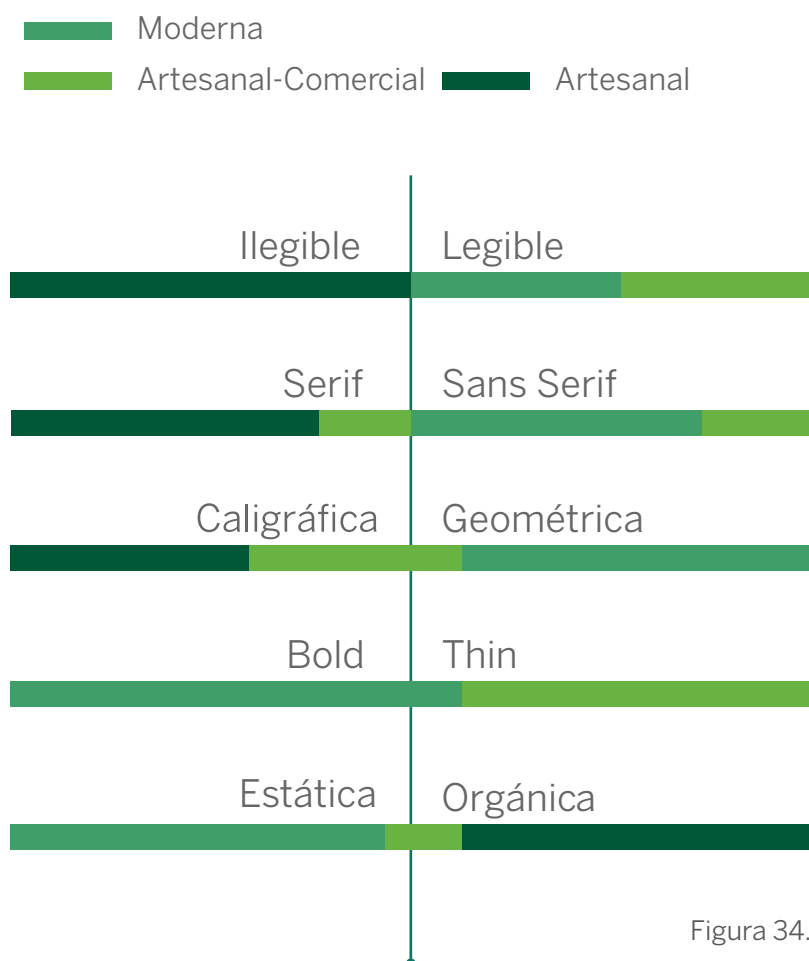 Moderna
Artesanal-Comercial Artesanal
Ilegible Legible
Serif Sans Serif
Caligráfica Geométrica
Bold Thin
Estática Orgánica
Figura 34.